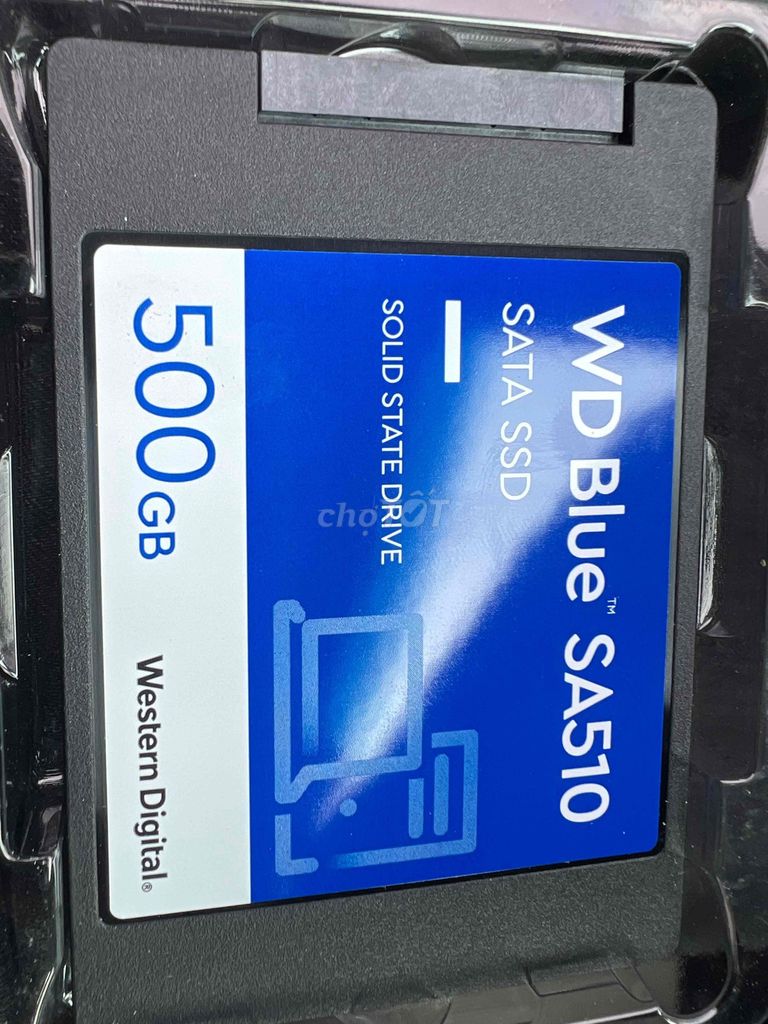 WD Blue™ SA510
SATA SSD
SOLID STATE DRIVE
500GB
Western Digital®
chợTỐT